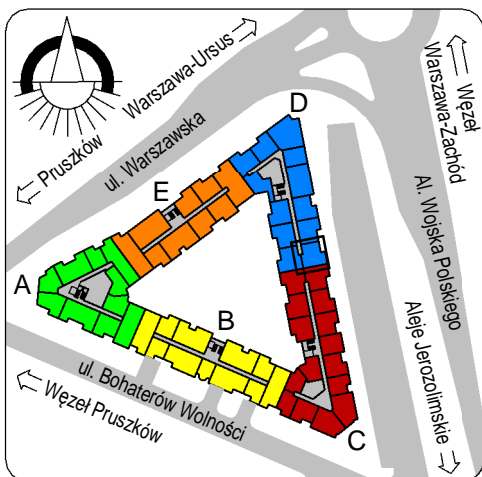 Warszawa-Ursus
Pruszków
ul. Warszawska
Węzeł
Warszawa-Zachód
D
E
Al. Wojska Polskiego
A
B
Aleje Jerozolimskie
ul. Bohaterów Wolności
Węzeł Pruszków
C